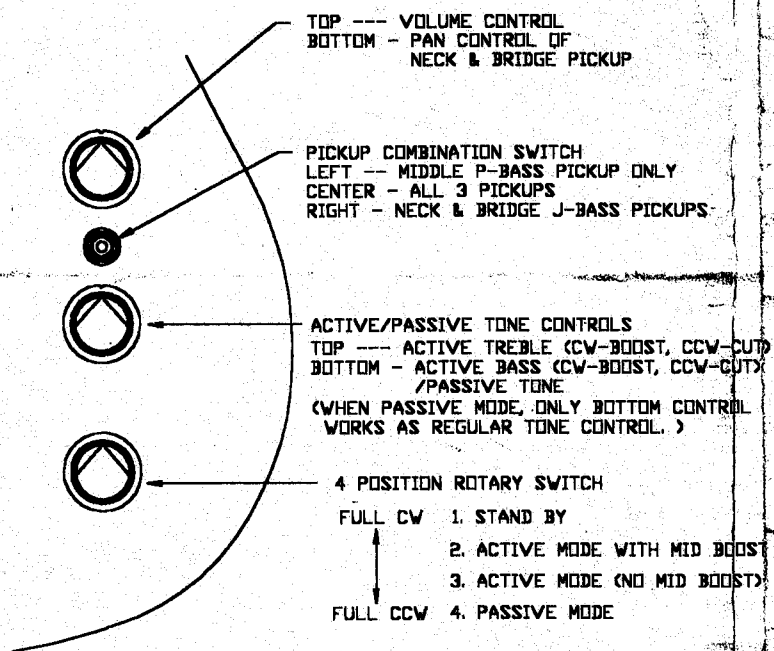 TOP --- VOLUME CONTROL
BOTTOM - PAN CONTROL OF
NECK & BRIDGE PICKUP
PICKUP COMBINATION SWITCH
LEFT -- MIDDLE P-BASS PICKUP ONLY
CENTER - ALL 3 PICKUPS
RIGHT - NECK & BRIDGE J-BASS PICKUPS
ACTIVE/PASSIVE TONE CONTROLS
TOP --- ACTIVE TREBLE (CW-BOOST, CCW-CUT)
BOTTOM - ACTIVE BASS (CW-BOOST, CCW-CUT)
/PASSIVE TONE
(WHEN PASSIVE MODE, ONLY BOTTOM CONTROL
WORKS AS REGULAR TONE CONTROL. )
4 POSITION ROTARY SWITCH
FULL CW 1. STAND BY
2. ACTIVE MODE WITH MID BOOST
3. ACTIVE MODE (NO MID BOOST)
FULL CCW 4. PASSIVE MODE